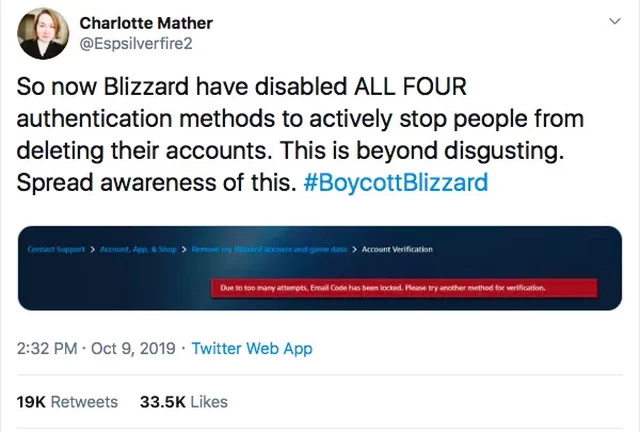 Charlotte Mather
@Espsilverfire2
So now Blizzard have disabled ALL FOUR
authentication methods to actively stop people from
deleting their accounts. This is beyond disgusting.
Spread awareness of this. #BoycottBlizzard
Contact Support > Account, App, & Shop > Remove my Blizzard account and game data > Account Verification
Due to too many attempts, Email Code has been locked. Please try another method for verification.
2:32 PM · Oct 9, 2019 · Twitter Web App
19K Retweets 33.5K Likes